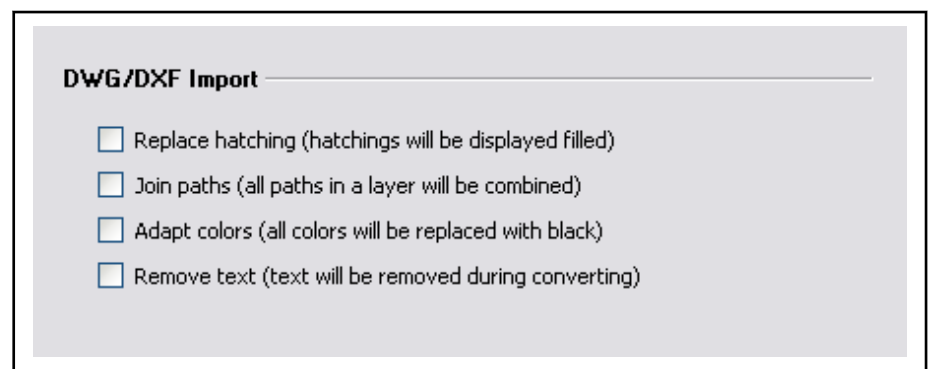 DWG/DXF Import
Replace hatching (hatchings will be displayed filled)
Join paths (all paths in a layer will be combined)
Adapt colors (all colors will be replaced with black)
Remove text (text will be removed during converting)